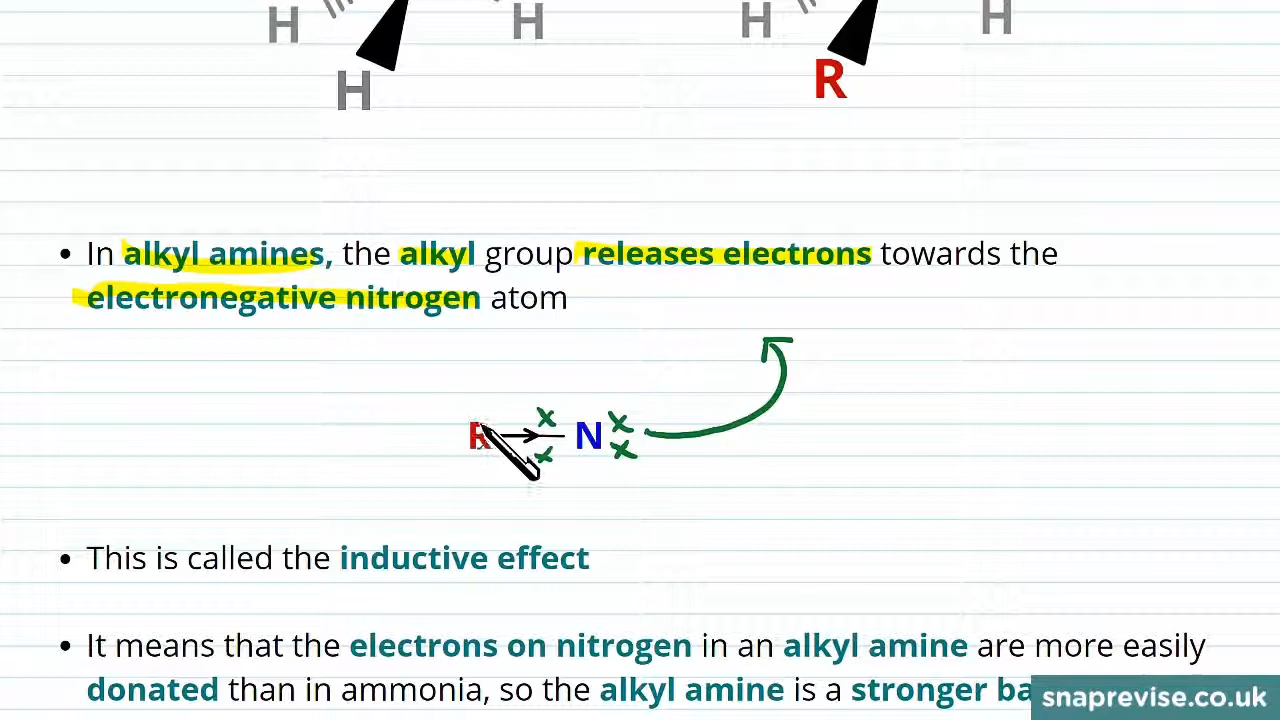 H H H H
H R
• In alkyl amines, the alkyl group releases electrons towards the
electronegative nitrogen atom
x x
R N
x x
• This is called the inductive effect
• It means that the electrons on nitrogen in an alkyl amine are more easily
donated than in ammonia, so the alkyl amine is a stronger
snaprevise.co.uk